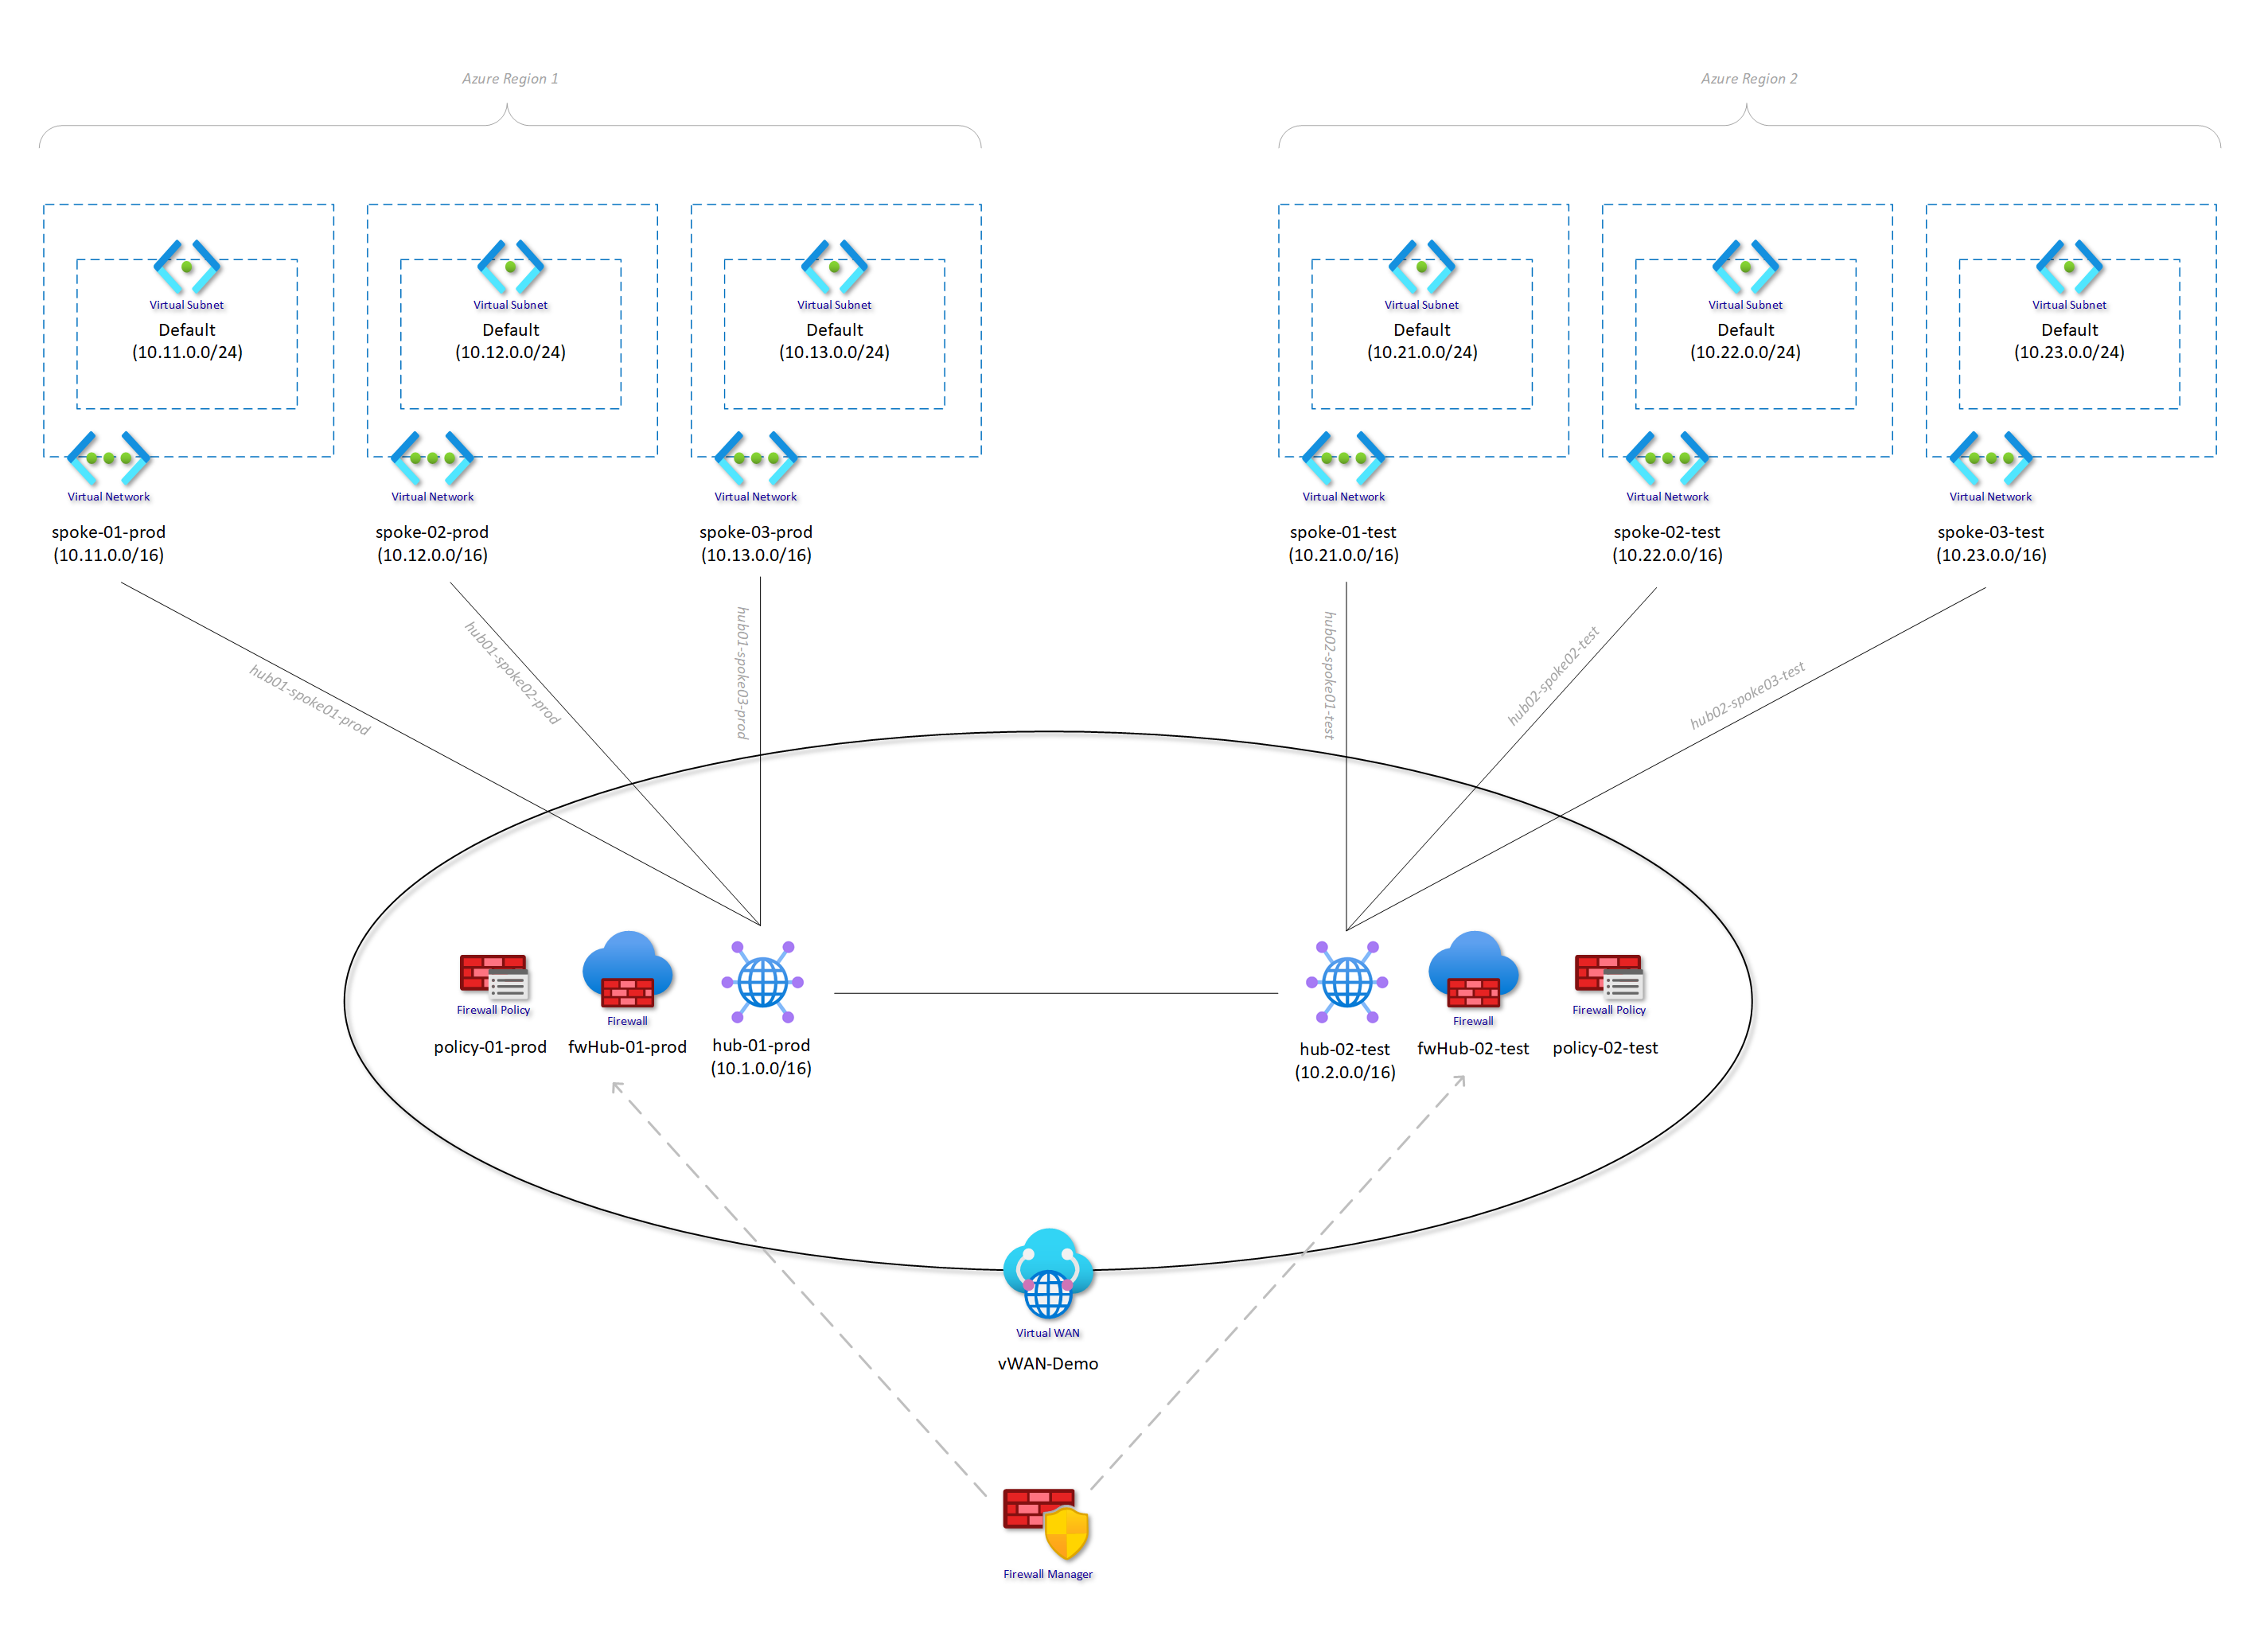 Azure Region 1
Azure Region 2
Virtual Subnet
Default
(10.11.0.0/24)
Virtual Network
spoke-01-prod
(10.11.0.0/16)
Virtual Subnet
Default
(10.12.0.0/24)
Virtual Network
spoke-02-prod
(10.12.0.0/16)
Virtual Subnet
Default
(10.13.0.0/24)
Virtual Network
spoke-03-prod
(10.13.0.0/16)
Virtual Subnet
Default
(10.21.0.0/24)
Virtual Network
spoke-01-test
(10.21.0.0/16)
Virtual Subnet
Default
(10.22.0.0/24)
Virtual Network
spoke-02-test
(10.22.0.0/16)
Virtual Subnet
Default
(10.23.0.0/24)
Virtual Network
spoke-03-test
(10.23.0.0/16)
hub01-spoke01-prod
hub01-spoke02-prod
hub01-spoke03-prod
hub02-spoke01-test
hub02-spoke02-test
hub02-spoke03-test
Firewall Policy
policy-01-prod
Firewall
fwHub-01-prod
hub-01-prod
(10.1.0.0/16)
hub-02-test
(10.2.0.0/16)
Firewall
fwHub-02-test
Firewall Policy
policy-02-test
Virtual WAN
vWAN-Demo
Firewall Manager